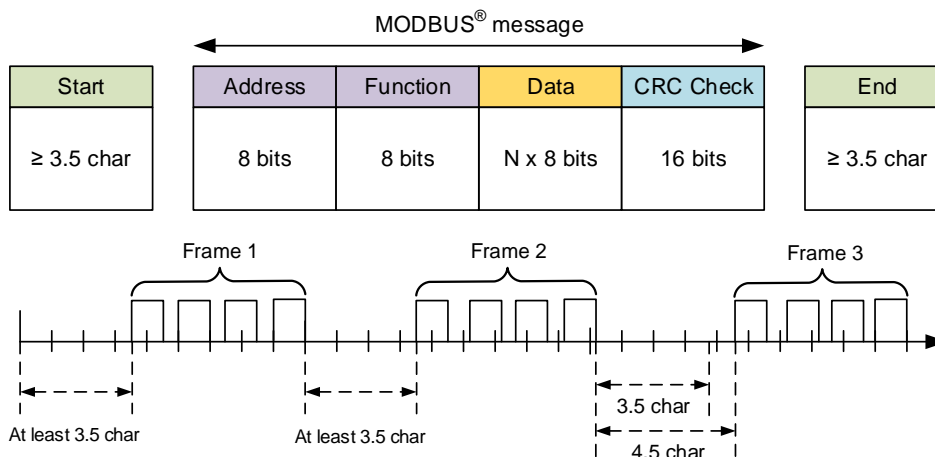 MODBUS® message
Start
Address
Function
Data
CRC Check
End
≥ 3.5 char
8 bits
8 bits
N x 8 bits
16 bits
≥ 3.5 char
Frame 1
Frame 2
Frame 3
At least 3.5 char
At least 3.5 char
3.5 char
4.5 char